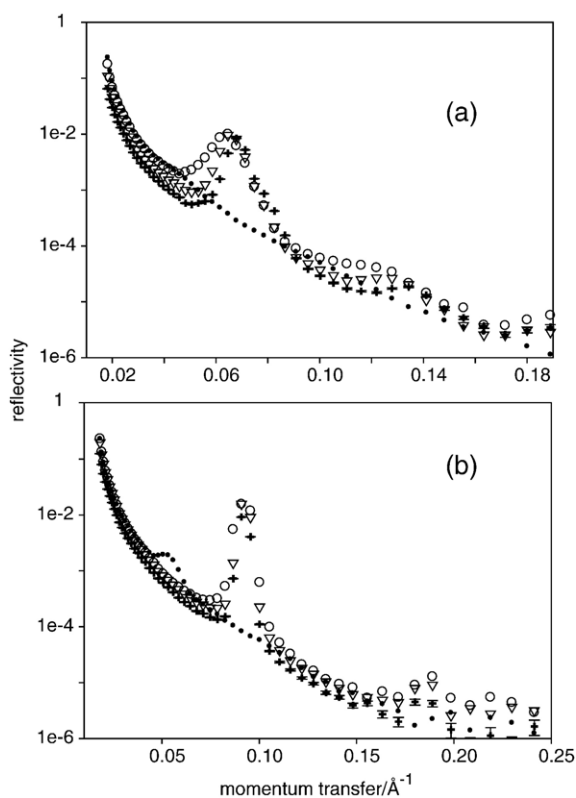 1
(a)
1e-2
1e-4
1e-6
0.02 0.06 0.10 0.14 0.18
reflectivity
1
(b)
1e-2
1e-4
1e-6
0.05 0.10 0.15 0.20 0.25
momentum transfer/Å-1